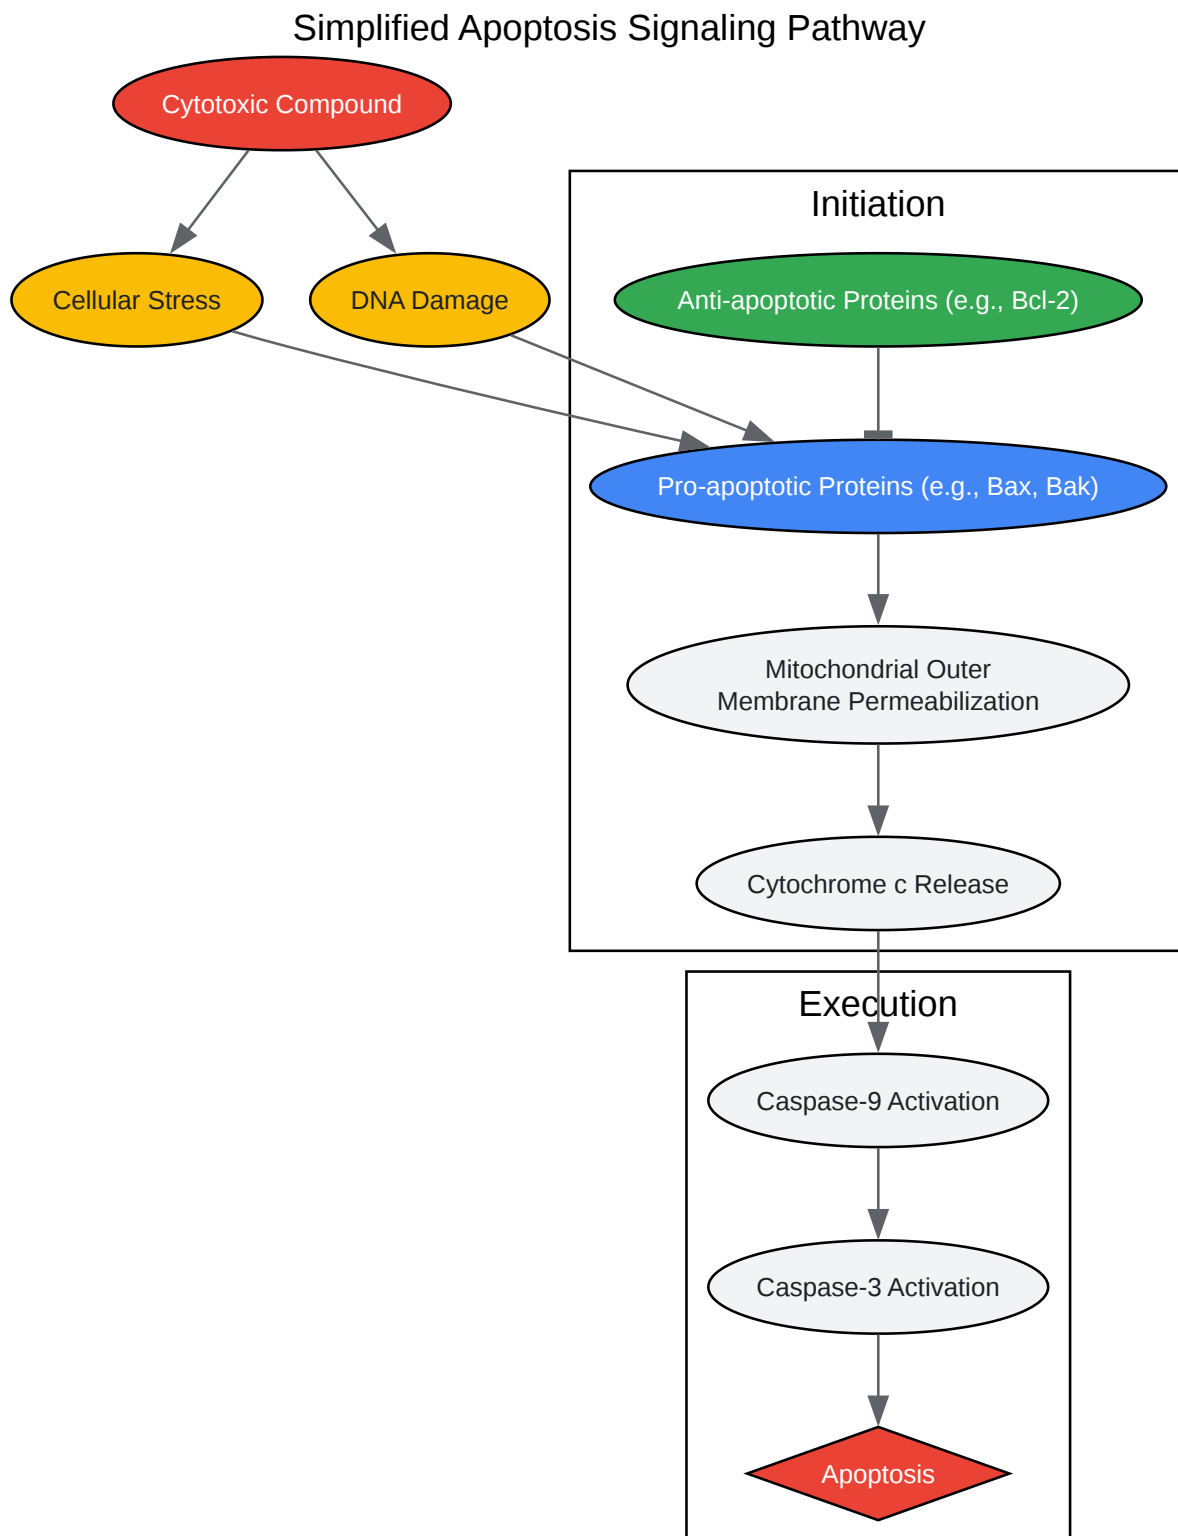 Simplified Apoptosis Signaling Pathway
Cytotoxic Compound
Initiation
Cellular Stress
DNA Damage
Anti-apoptotic Proteins (e.g., Bcl-2)
Pro-apoptotic Proteins (e.g., Bax, Bak)
Mitochondrial Outer
Membrane Permeabilization
Cytochrome c Release
Execution
Caspase-9 Activation
Caspase-3 Activation
Apoptosis